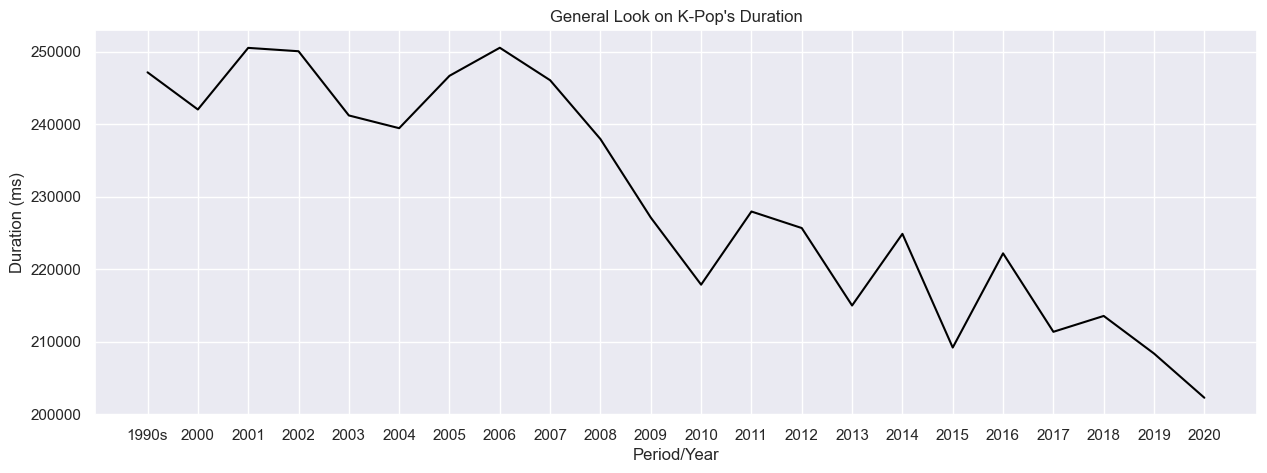 General Look on K-Pop's Duration
Duration (ms)
250000
240000
230000
220000
210000
200000
1990s 2000 2001 2002 2003 2004 2005 2006 2007 2008 2009 2010 2011 2012 2013 2014 2015 2016 2017 2018 2019 2020
Period/Year